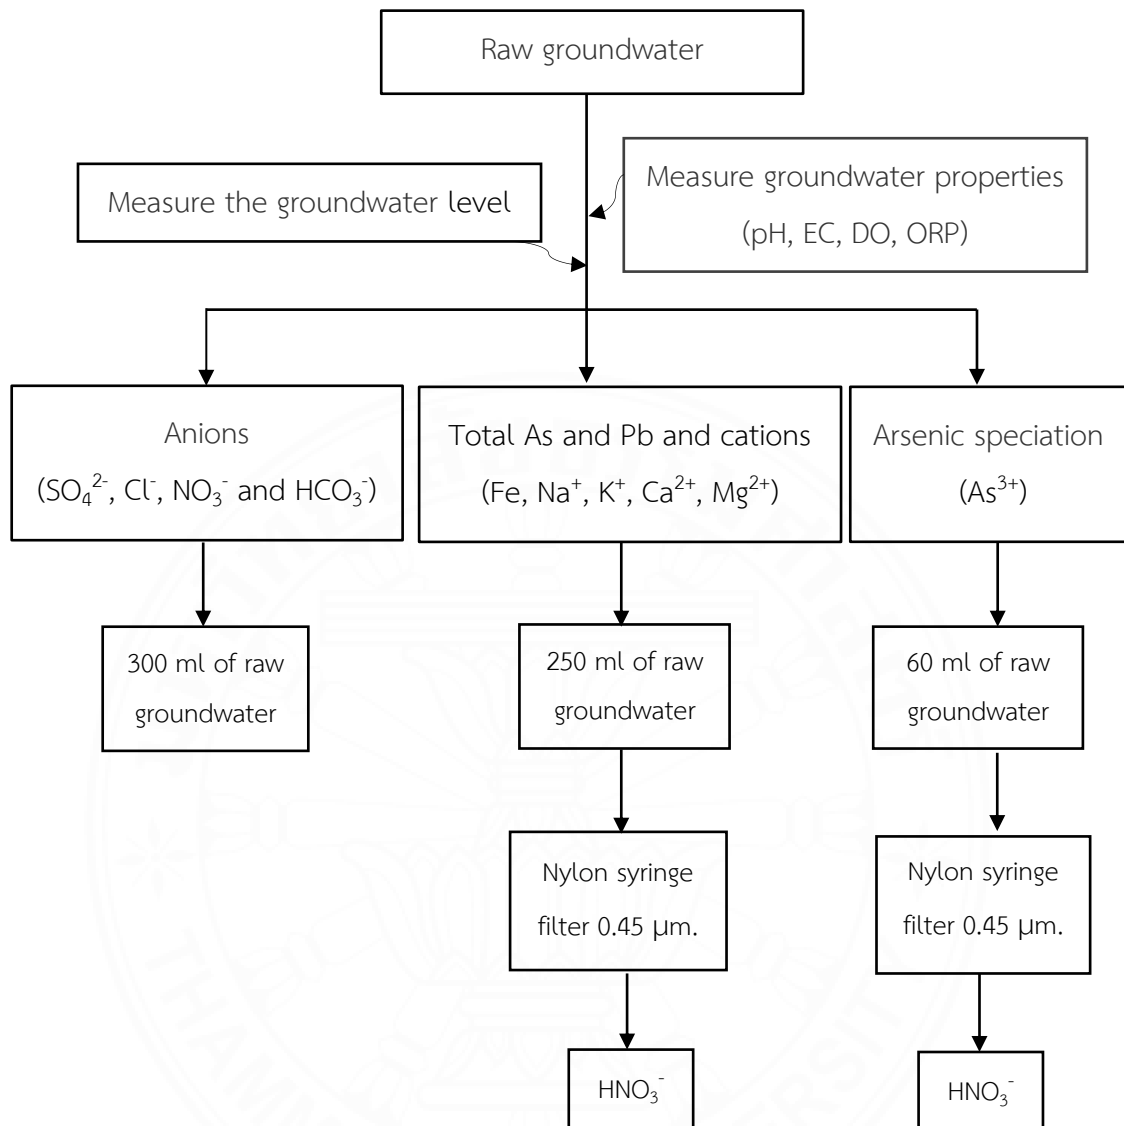 Raw groundwater
Measure the groundwater level
Measure groundwater properties
(pH, EC, DO, ORP)
Anions
(SO₄²⁻, Cl⁻, NO₃⁻ and HCO₃⁻)
Total As and Pb and cations
(Fe, Na⁺, K⁺, Ca²⁺, Mg²⁺)
Arsenic speciation
(As³⁺)
300 ml of raw
groundwater
250 ml of raw
groundwater
60 ml of raw
groundwater
Nylon syringe
filter 0.45 µm.
Nylon syringe
filter 0.45 µm.
HNO₃⁻
HNO₃⁻